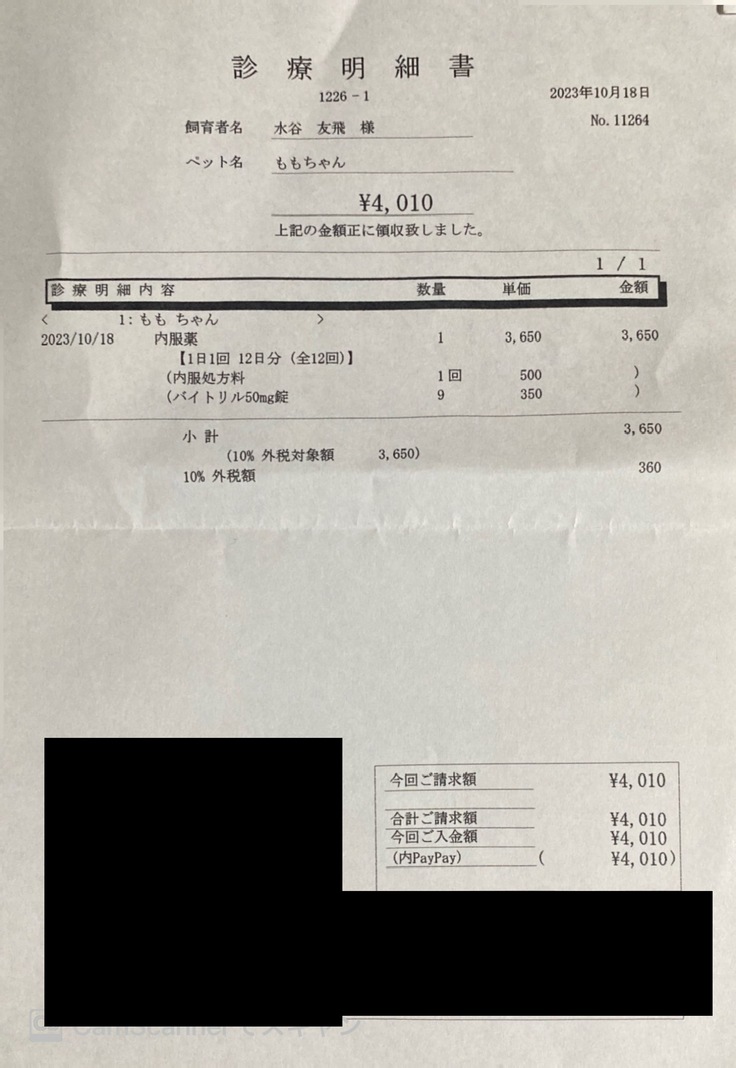 診療明細書
1226-1
2023年10月18日
No.11264
飼育者名 水谷 友飛 様
ペット名 ももちゃん
¥4,010
上記の金額正に領収致しました。
1 / 1
診療明細内容 数量 単価 金額
< 1:もも ちゃん >
2023/10/18 内服薬 1 3,650 3,650
【1日1回 12日分(全12回)】
(内服処方料 1回 500 )
(バイトリル50mg錠 9 350 )
小計 3,650
(10% 外税対象額 3,650)
10% 外税額 360
今回ご請求額 ¥4,010
合計ご請求額 ¥4,010
今回ご入金額 ¥4,010
(内PayPay) ( ¥4,010)